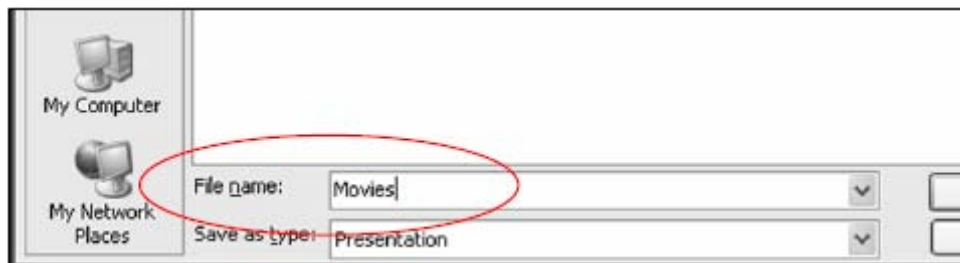 My Computer
My Network
Places
File name: Movies
Save as type: Presentation